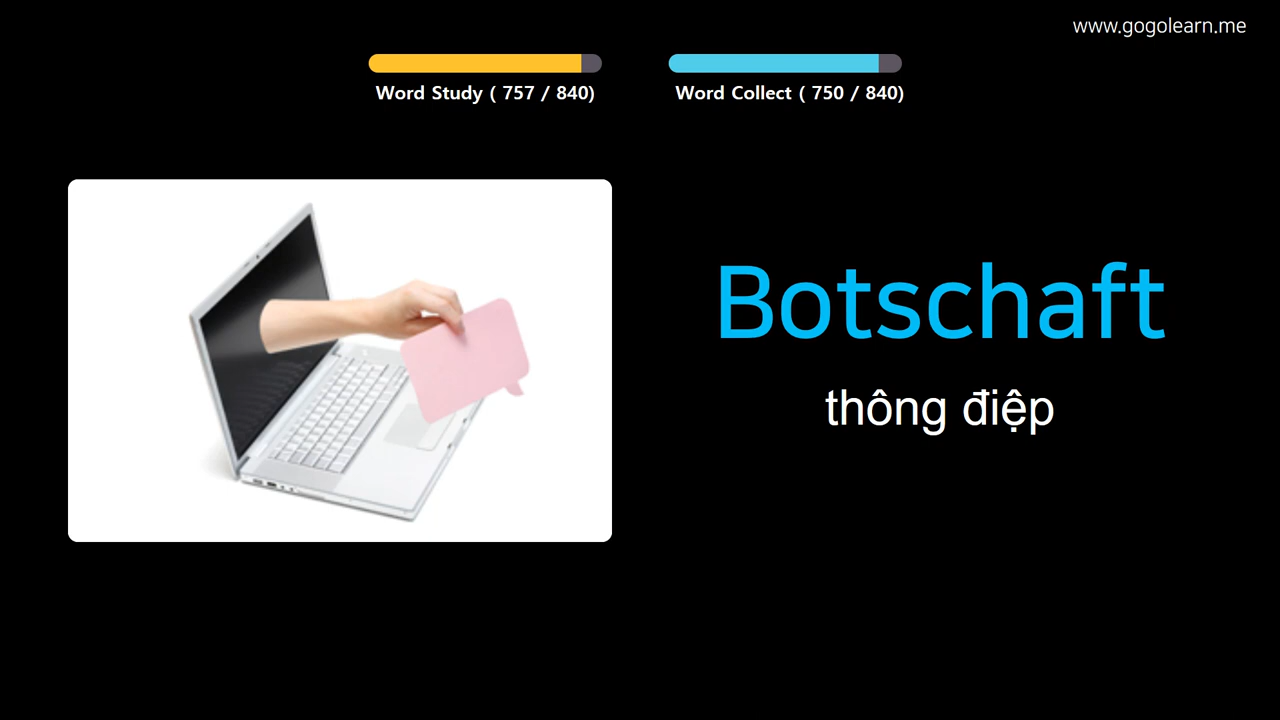 www.gogolearn.me
Word Study ( 757 / 840)
Word Collect ( 750 / 840)
Botschaft
thông điệp